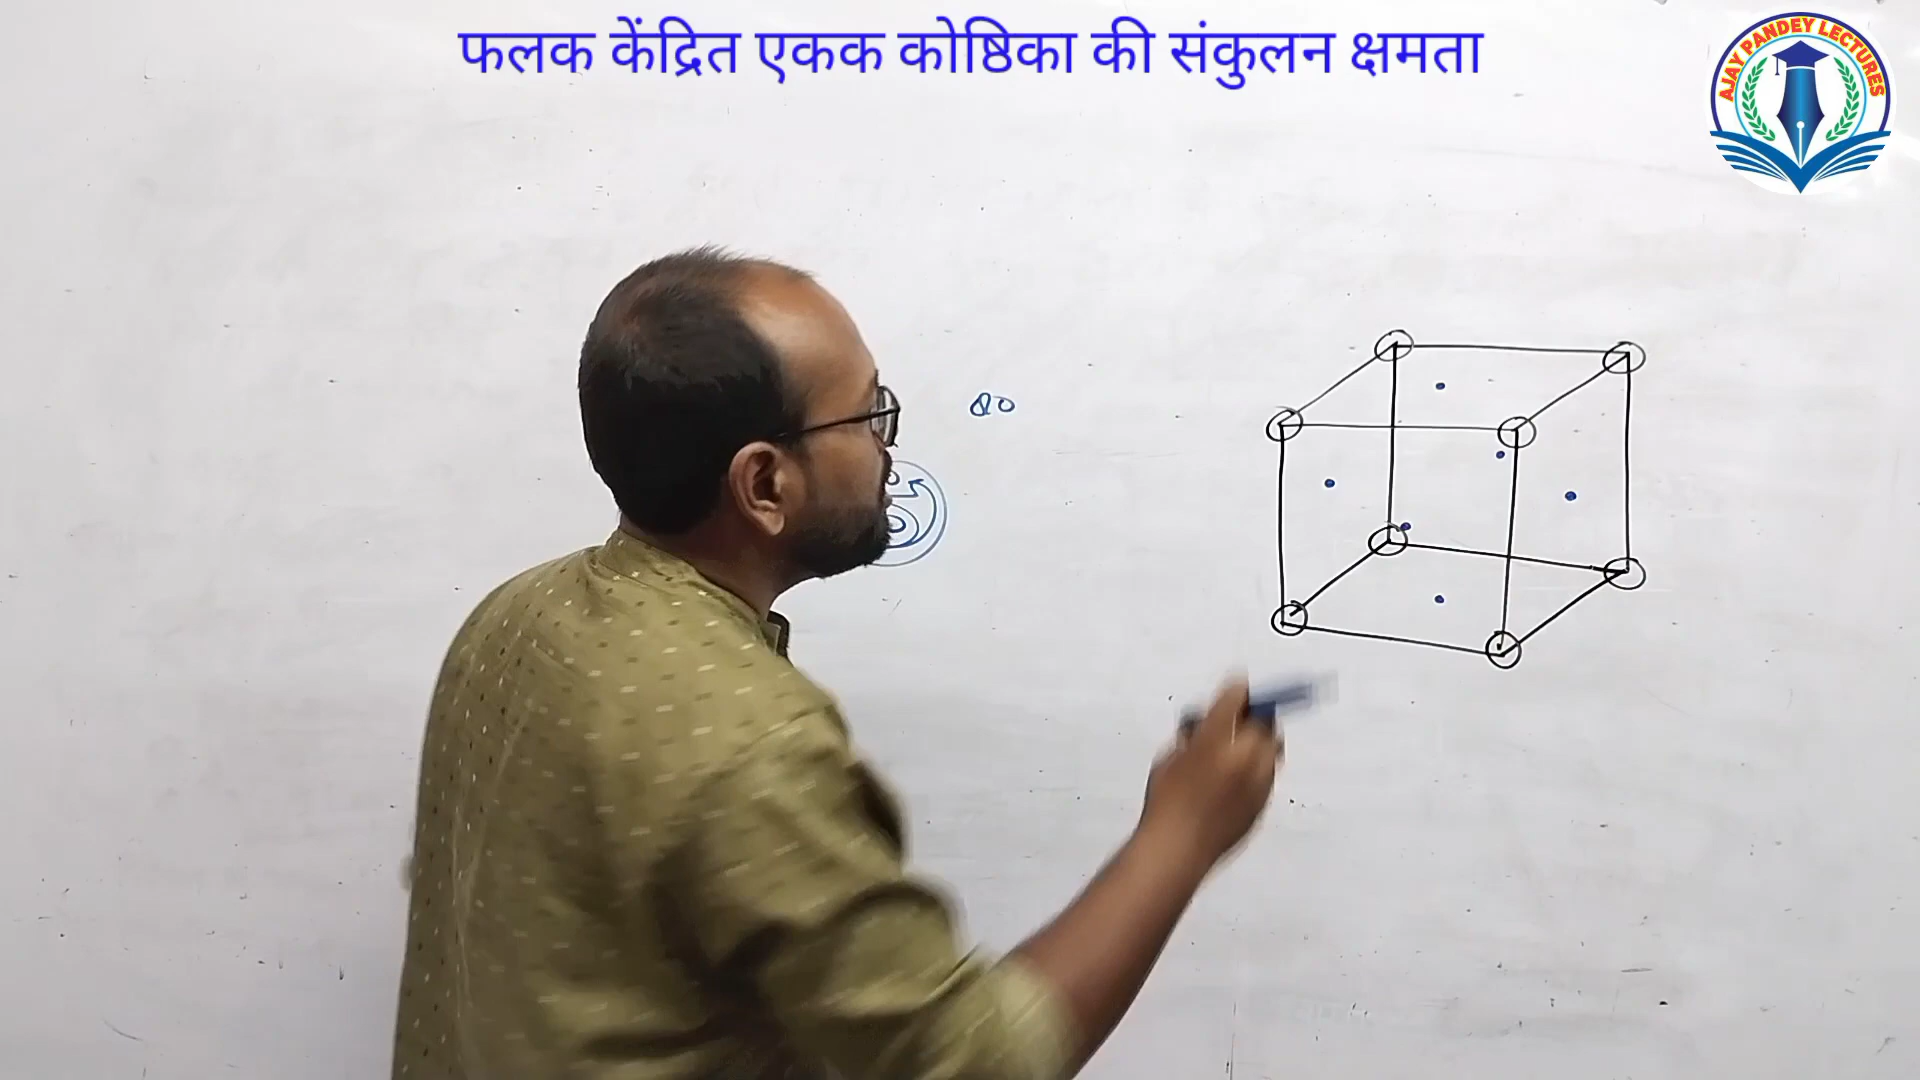 फलक केंद्रित एकक कोष्ठिका की संकुलन क्षमता
AJAY PANDEY LECTURES